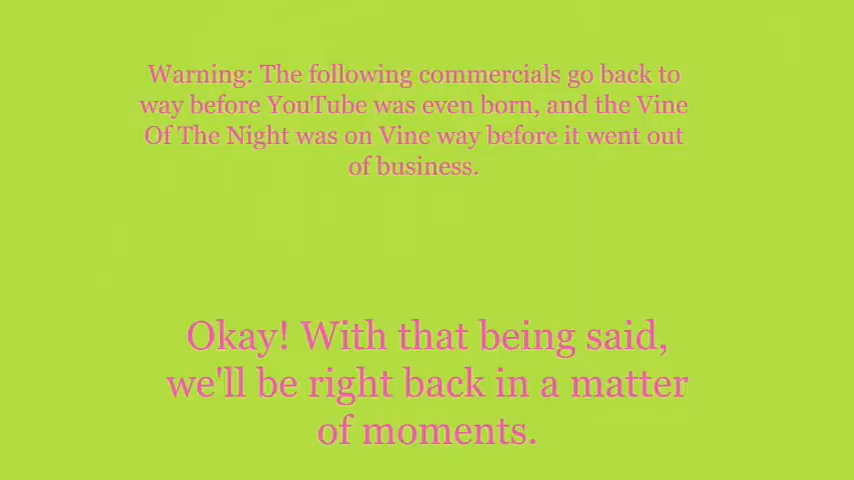 Warning: The following commercials go back to
way before YouTube was even born, and the Vine
Of The Night was on Vine way before it went out
of business.
Okay! With that being said,
we'll be right back in a matter
of moments.